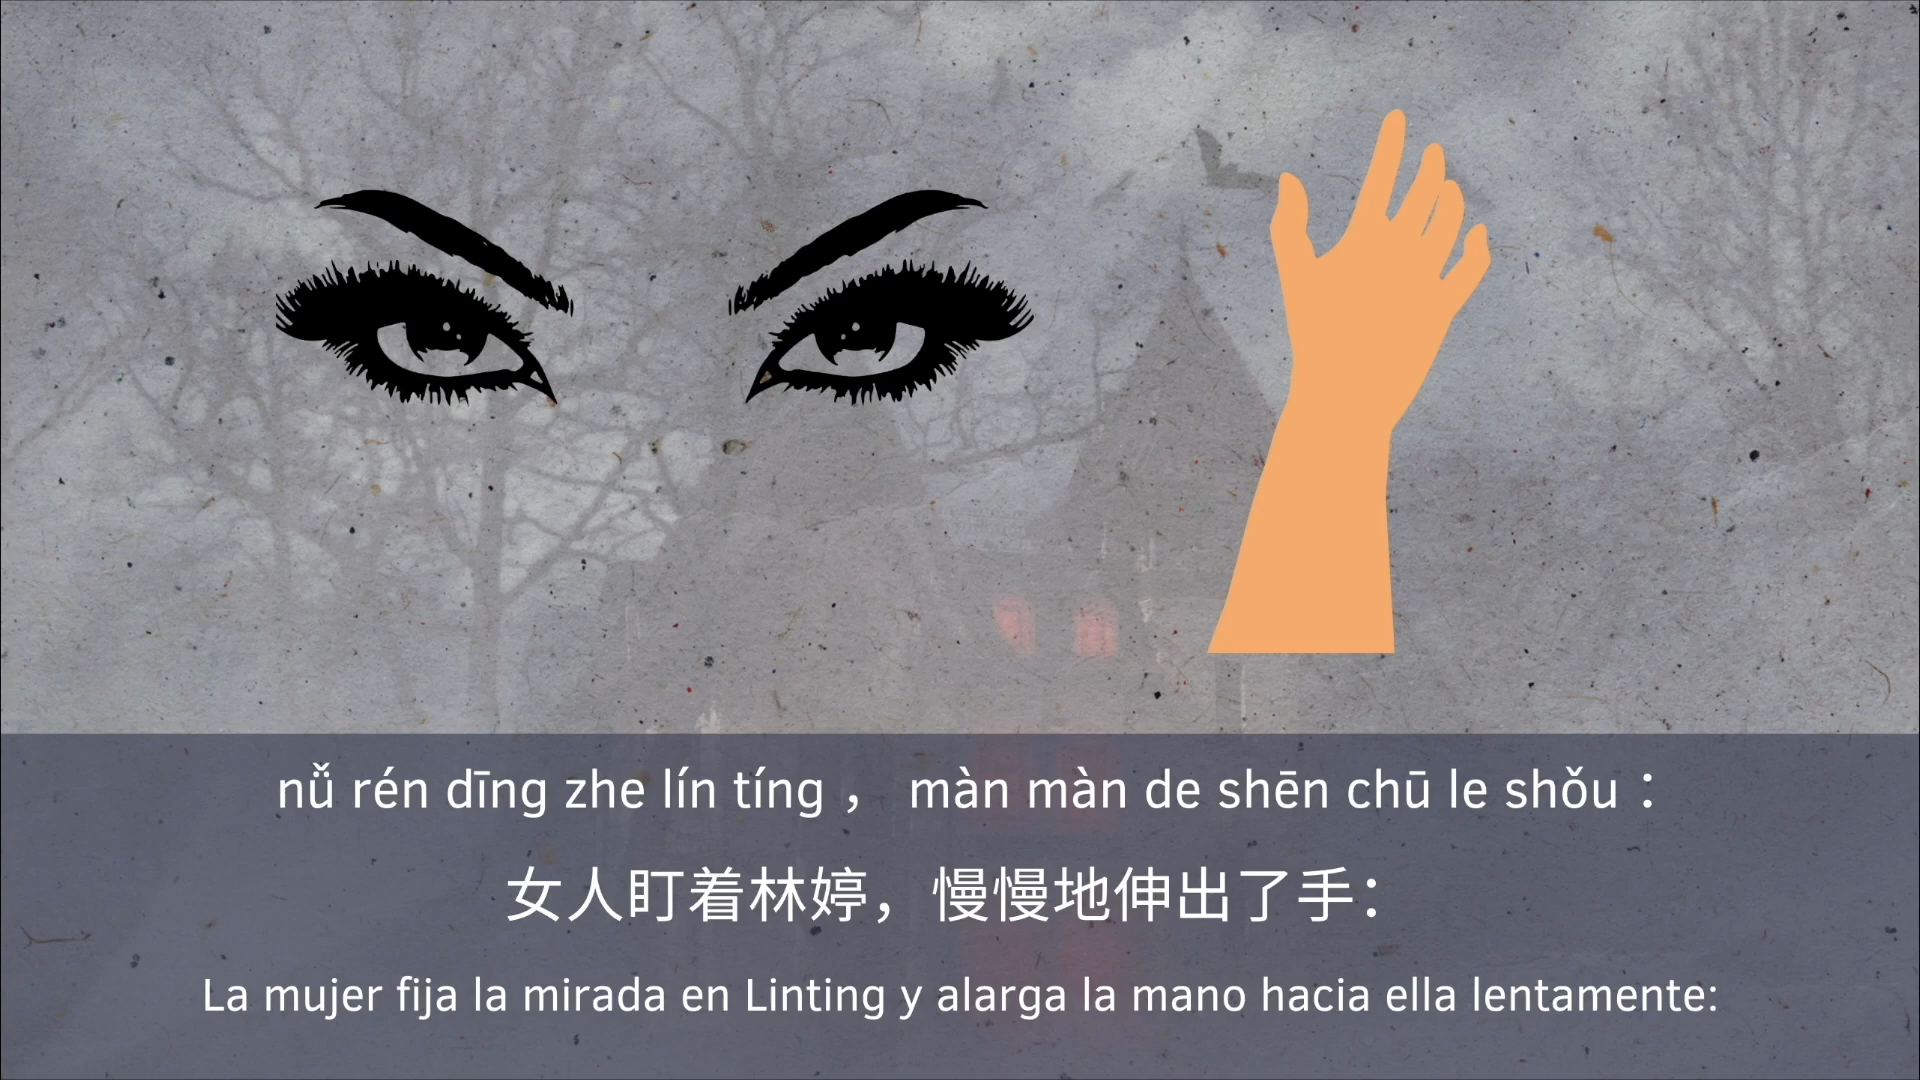 nǚ rén dīng zhe lín tíng ， màn màn de shēn chū le shǒu ：
女人盯着林婷，慢慢地伸出了手：
La mujer fija la mirada en Linting y alarga la mano hacia ella lentamente: